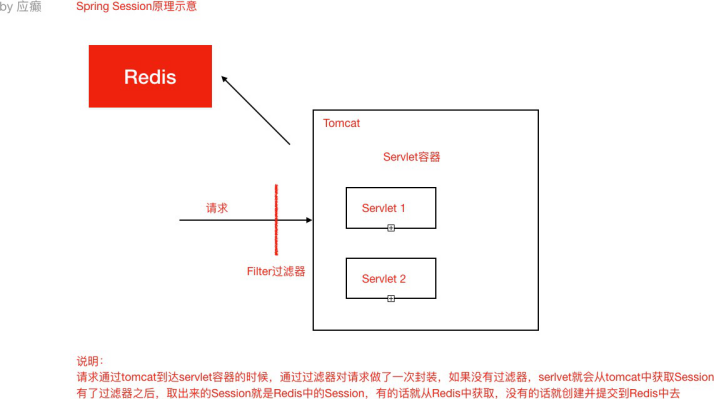 by 应癫
Spring Session原理示意
Redis
Tomcat
Servlet容器
Servlet 1
请求
Filter过滤器
Servlet 2
说明：
请求通过tomcat到达servlet容器的时候，通过过滤器对请求做了一次封装，如果没有过滤器，serlvet就会从tomcat中获取Session
有了过滤器之后，取出来的Session就是Redis中的Session，有的话就从Redis中获取，没有的话就创建并提交到Redis中去